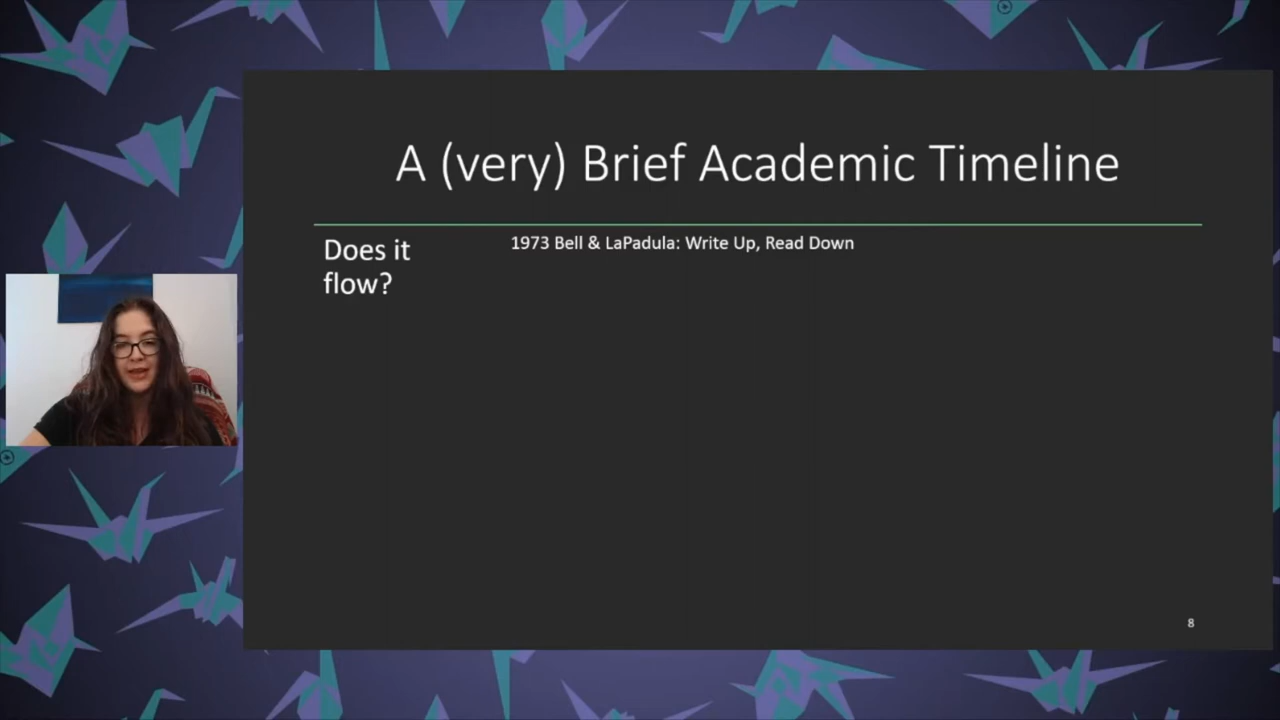 A (very) Brief Academic Timeline
Does it
flow?
1973 Bell & LaPadula: Write Up, Read Down
8